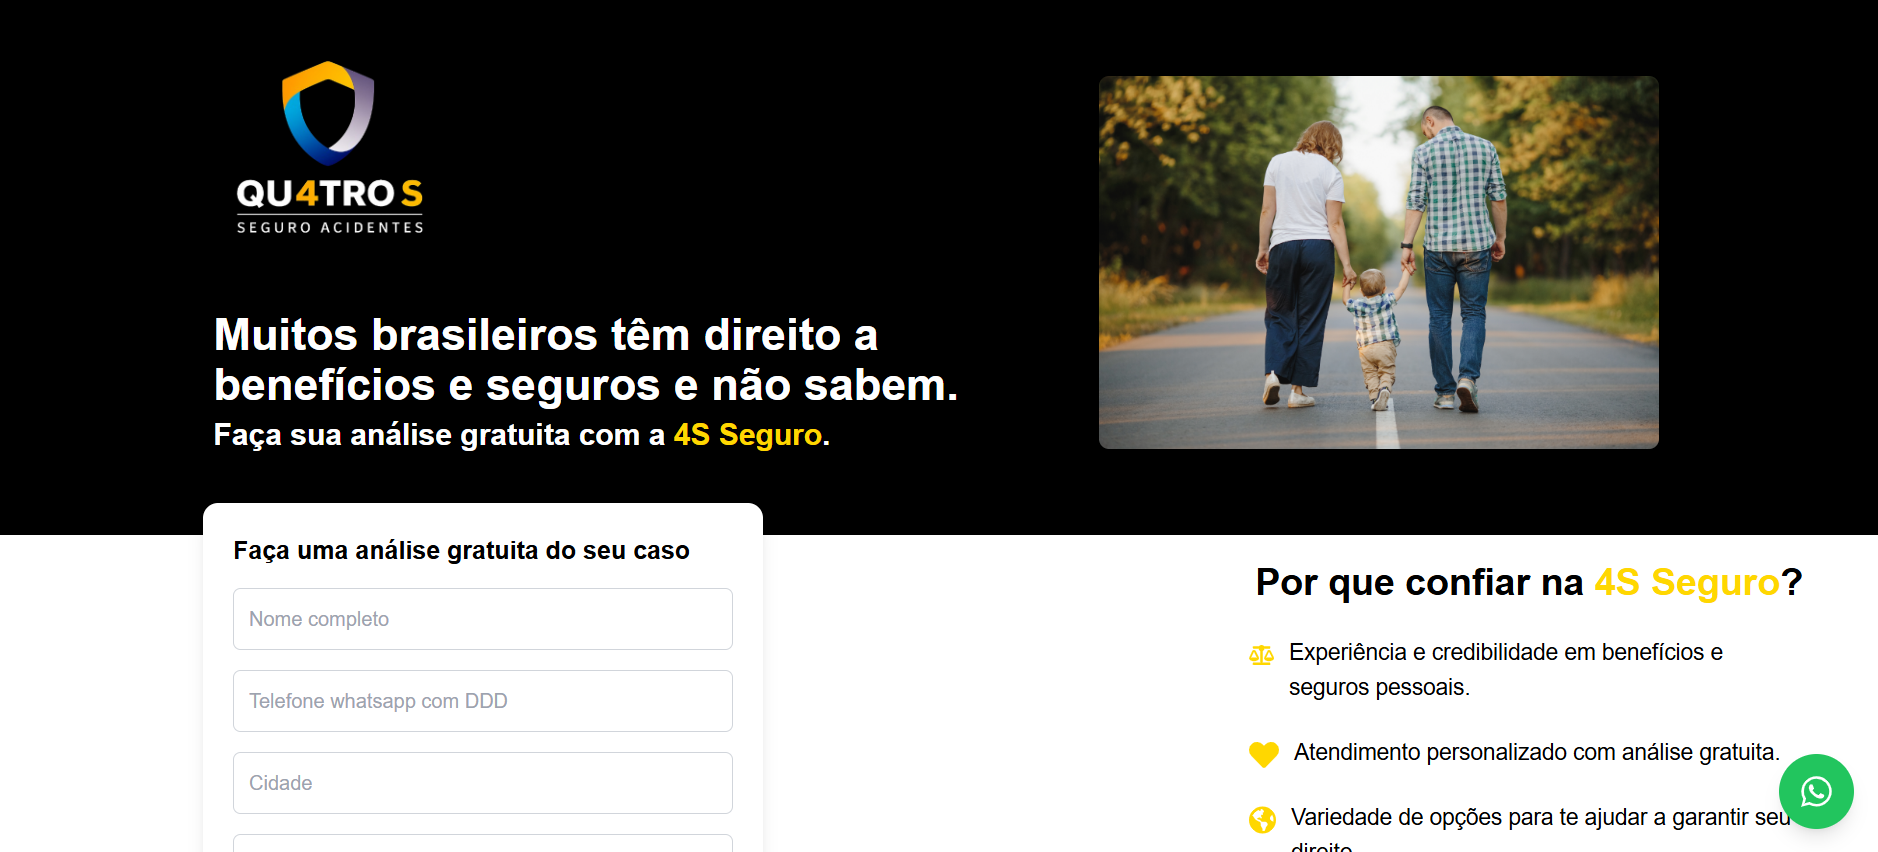 QU4TRO S
SEGURO ACIDENTES
Muitos brasileiros têm direito a
benefícios e seguros e não sabem.
Faça sua análise gratuita com a 4S Seguro.
Faça uma análise gratuita do seu caso
Nome completo
Telefone whatsapp com DDD
Cidade
Por que confiar na 4S Seguro?
Experiência e credibilidade em benefícios e
seguros pessoais.
Atendimento personalizado com análise gratuita.
Variedade de opções para te ajudar a garantir seu
direito